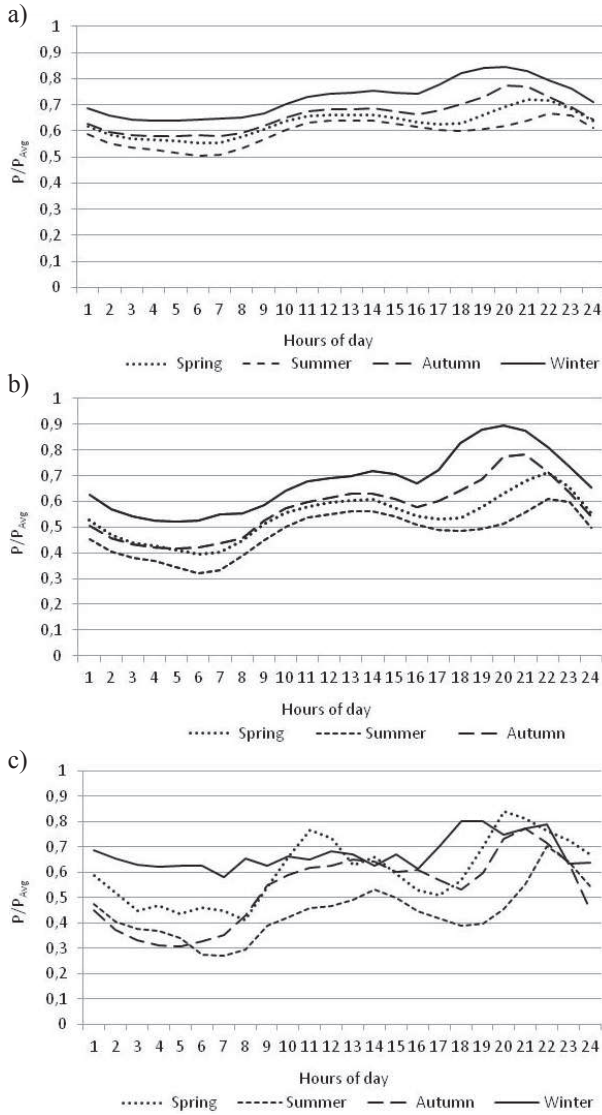 a)
1
0,9
0,8
0,7
0,6
0,5
0,4
0,3
0,2
0,1
0
P/P_Avg
1 2 3 4 5 6 7 8 9 10 11 12 13 14 15 16 17 18 19 20 21 22 23 24
Hours of day
Spring Summer Autumn Winter
b)
1
0,9
0,8
0,7
0,6
0,5
0,4
0,3
0,2
0,1
0
P/P_Avg
1 2 3 4 5 6 7 8 9 10 11 12 13 14 15 16 17 18 19 20 21 22 23 24
Hours of day
Spring Summer Autumn
c)
1
0,9
0,8
0,7
0,6
0,5
0,4
0,3
0,2
0,1
0
P/P_Avg
1 2 3 4 5 6 7 8 9 10 11 12 13 14 15 16 17 18 19 20 21 22 23 24
Hours of day
Spring Summer Autumn Winter